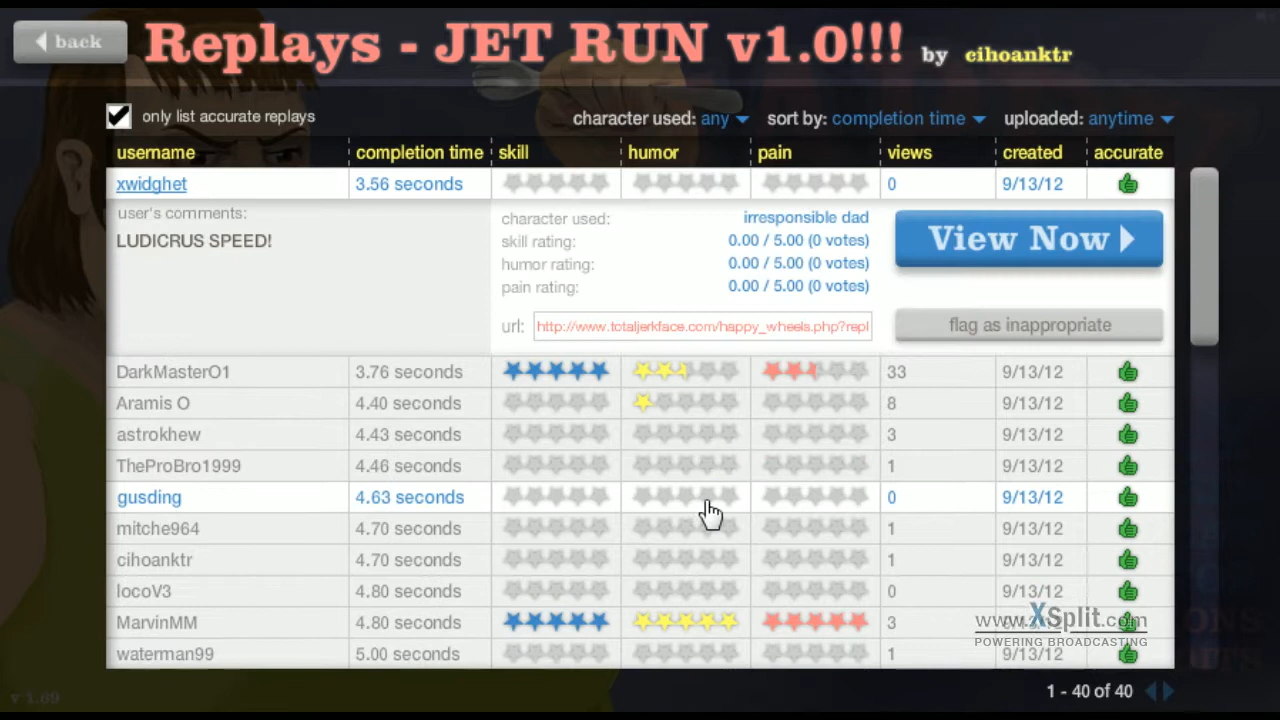 back
Replays - JET RUN v1.0!!! by cihoanktr
only list accurate replays
character used: any sort by: completion time uploaded: anytime
username completion time skill humor pain views created accurate
xwidghet 3.56 seconds 0 9/13/12
user's comments:
LUDICRUS SPEED!
character used: irresponsible dad
skill rating: 0.00 / 5.00 (0 votes)
humor rating: 0.00 / 5.00 (0 votes)
pain rating: 0.00 / 5.00 (0 votes)
url: http://www.totaljerkface.com/happy_wheels.php?repl
View Now
flag as inappropriate
DarkMasterO1 3.76 seconds 33 9/13/12
Aramis O 4.40 seconds 8 9/13/12
astrokhew 4.43 seconds 3 9/13/12
TheProBro1999 4.46 seconds 1 9/13/12
gusding 4.63 seconds 0 9/13/12
mitche964 4.70 seconds 1 9/13/12
cihoanktr 4.70 seconds 1 9/13/12
locoV3 4.80 seconds 0 9/13/12
MarvinMM 4.80 seconds 3
www.XSplit.com
POWERING BROADCASTING
waterman99 5.00 seconds 1 9/13/12
1 - 40 of 40
v 1.69